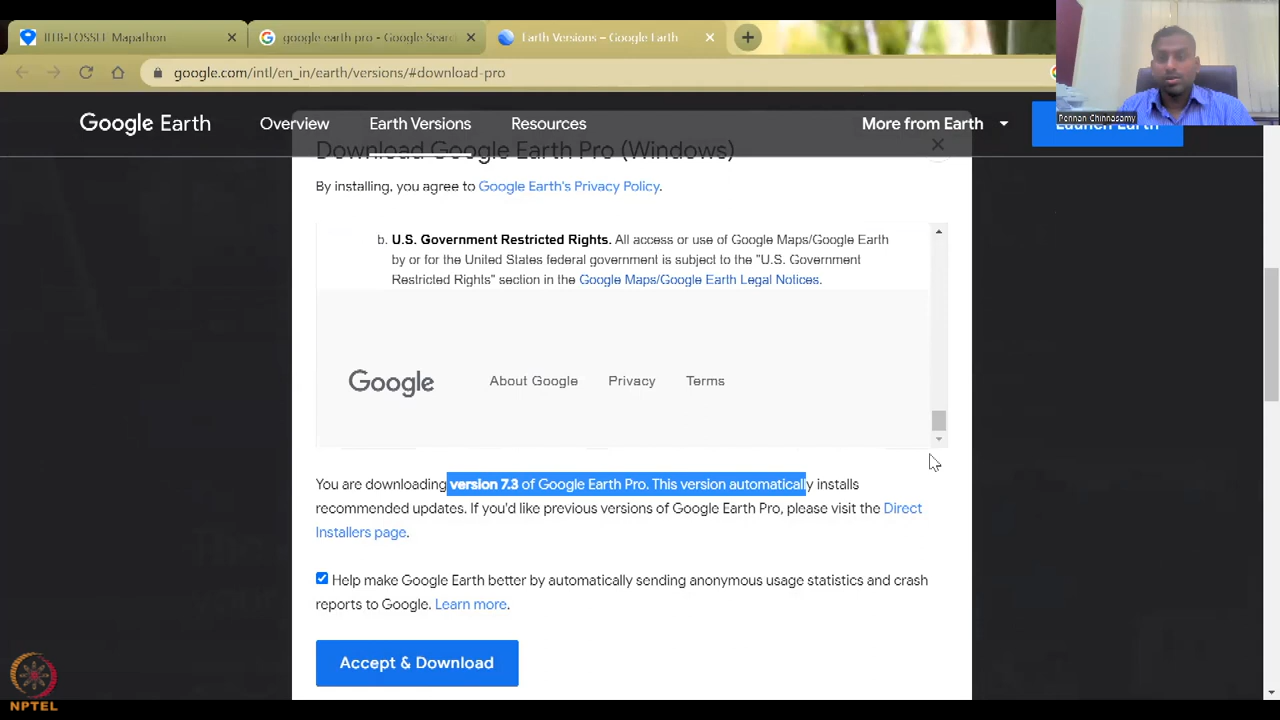 IITB-FOSSEE Mapathon
google earth pro - Google Searc
Earth Versions – Google Earth
google.com/intl/en_in/earth/versions/#download-pro
Pennan Chinnasamy
Google Earth
Overview
Earth Versions
Resources
More from Earth
Launch Earth
Download Google Earth Pro (Windows)
By installing, you agree to Google Earth's Privacy Policy.
b. U.S. Government Restricted Rights. All access or use of Google Maps/Google Earth
by or for the United States federal government is subject to the "U.S. Government
Restricted Rights" section in the Google Maps/Google Earth Legal Notices.
Google
About Google
Privacy
Terms
You are downloading version 7.3 of Google Earth Pro. This version automatically installs
recommended updates. If you'd like previous versions of Google Earth Pro, please visit the Direct
Installers page.
Help make Google Earth better by automatically sending anonymous usage statistics and crash
reports to Google. Learn more.
Accept & Download
NPTEL